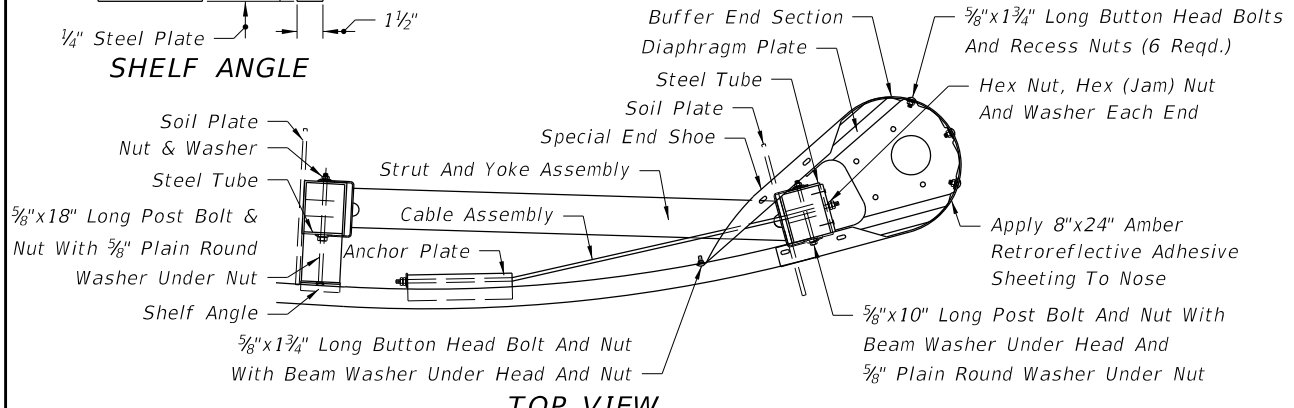 1½"
¼" Steel Plate
SHELF ANGLE
Soil Plate
Nut & Washer
Steel Tube
⅝"x18" Long Post Bolt &
Nut With ⅝" Plain Round
Washer Under Nut
Shelf Angle
Strut And Yoke Assembly
Cable Assembly
Anchor Plate
Buffer End Section
Diaphragm Plate
Steel Tube
Soil Plate
Special End Shoe
⅝"x1¾" Long Button Head Bolts
And Recess Nuts (6 Reqd.)
Hex Nut, Hex (Jam) Nut
And Washer Each End
Apply 8"x24" Amber
Retroreflective Adhesive
Sheeting To Nose
⅝"x10" Long Post Bolt And Nut With
Beam Washer Under Head And
⅝" Plain Round Washer Under Nut
⅝"x1¾" Long Button Head Bolt And Nut
With Beam Washer Under Head And Nut
TOP VIEW